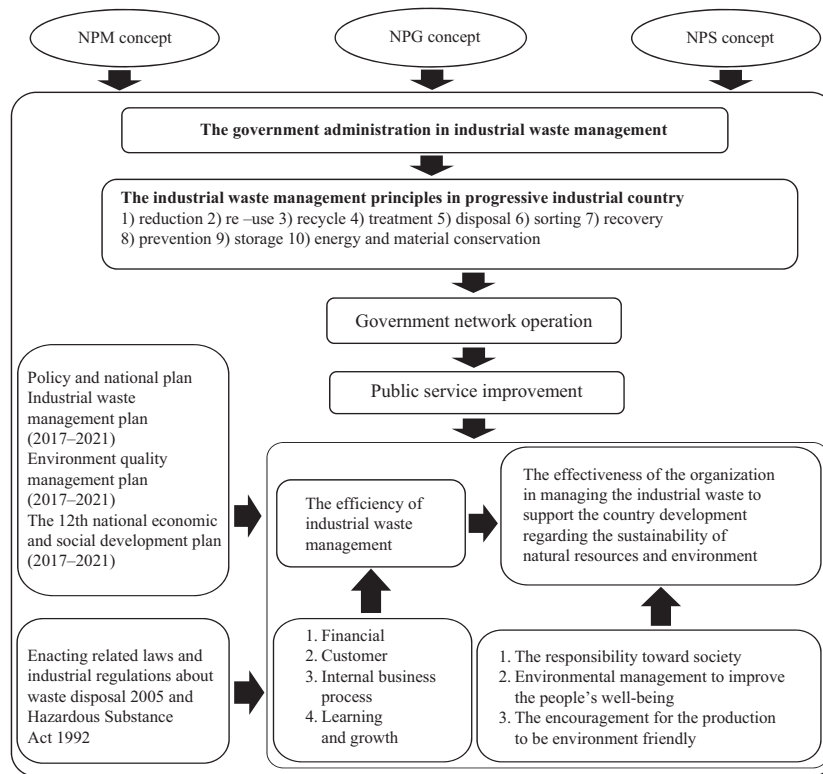 NPM concept
NPG concept
NPS concept
The government administration in industrial waste management
The industrial waste management principles in progressive industrial country
1) reduction 2) re –use 3) recycle 4) treatment 5) disposal 6) sorting 7) recovery
8) prevention 9) storage 10) energy and material conservation
Government network operation
Public service improvement
Policy and national plan
Industrial waste
management plan
(2017–2021)
Environment quality
management plan
(2017–2021)
The 12th national economic
and social development plan
(2017–2021)
The efficiency of
industrial waste
management
The effectiveness of the organization
in managing the industrial waste to
support the country development
regarding the sustainability of
natural resources and environment
Enacting related laws and
industrial regulations about
waste disposal 2005 and
Hazardous Substance
Act 1992
1. Financial
2. Customer
3. Internal business
process
4. Learning
and growth
1. The responsibility toward society
2. Environmental management to improve
the people's well-being
3. The encouragement for the production
to be environment friendly